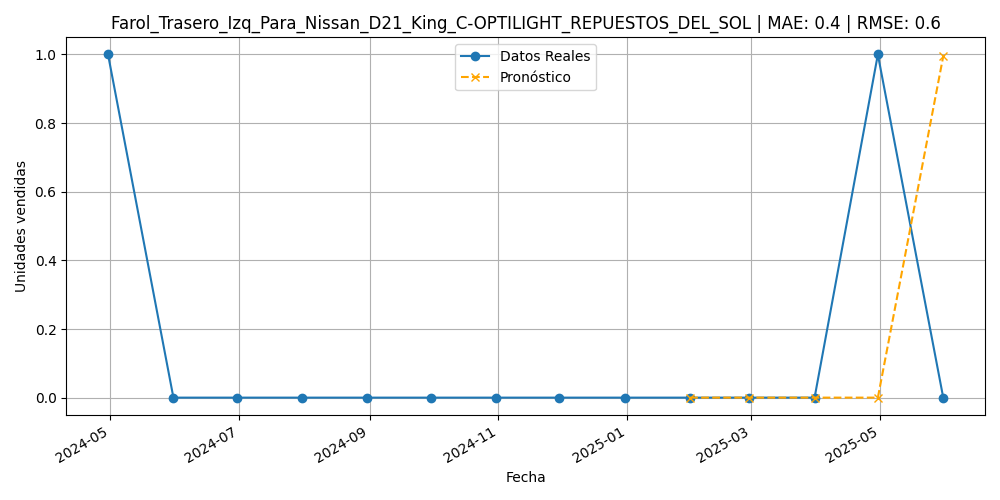 Farol_Trasero_Izq_Para_Nissan_D21_King_C-OPTILIGHT_REPUESTOS_DEL_SOL | MAE: 0.4 | RMSE: 0.6
Datos Reales
Pronóstico
Unidades vendidas
1.0
0.8
0.6
0.4
0.2
0.0
2024-05
2024-07
2024-09
2024-11
2025-01
2025-03
2025-05
Fecha